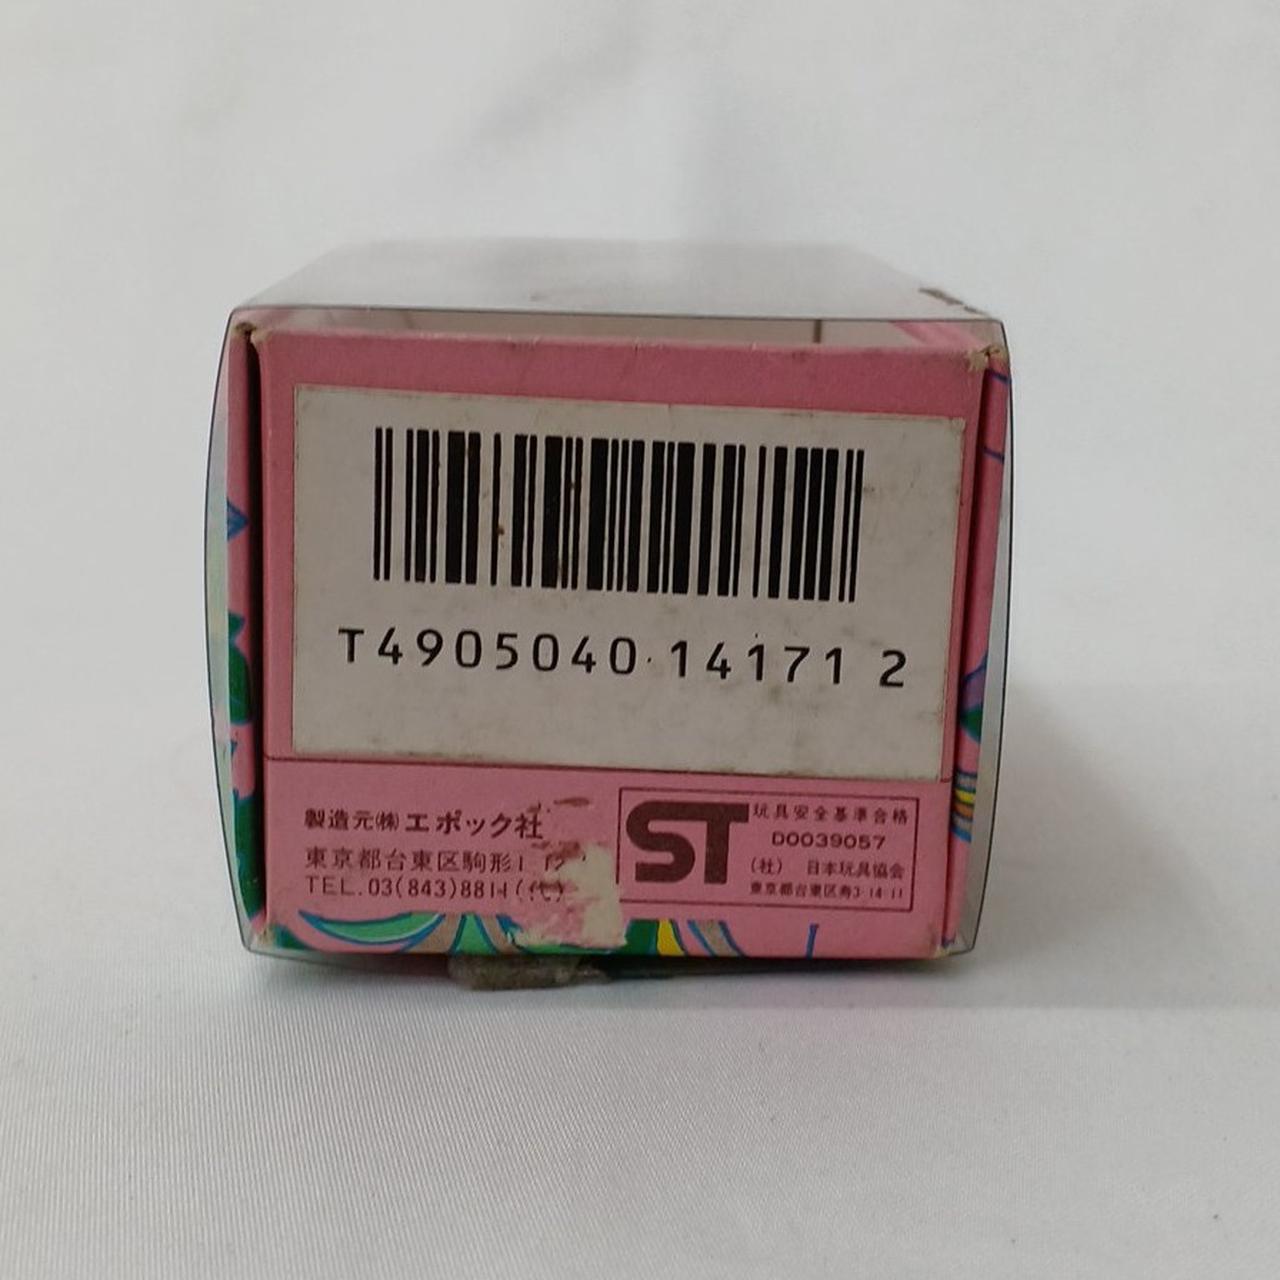 T4905040 14171 2
製造元㈱エポック社
東京都台東区駒形1
TEL.03(843)8811(代)
ST
玩具安全基準合格
D0039057
(社) 日本玩具協会
東京都台東区寿3-14-11